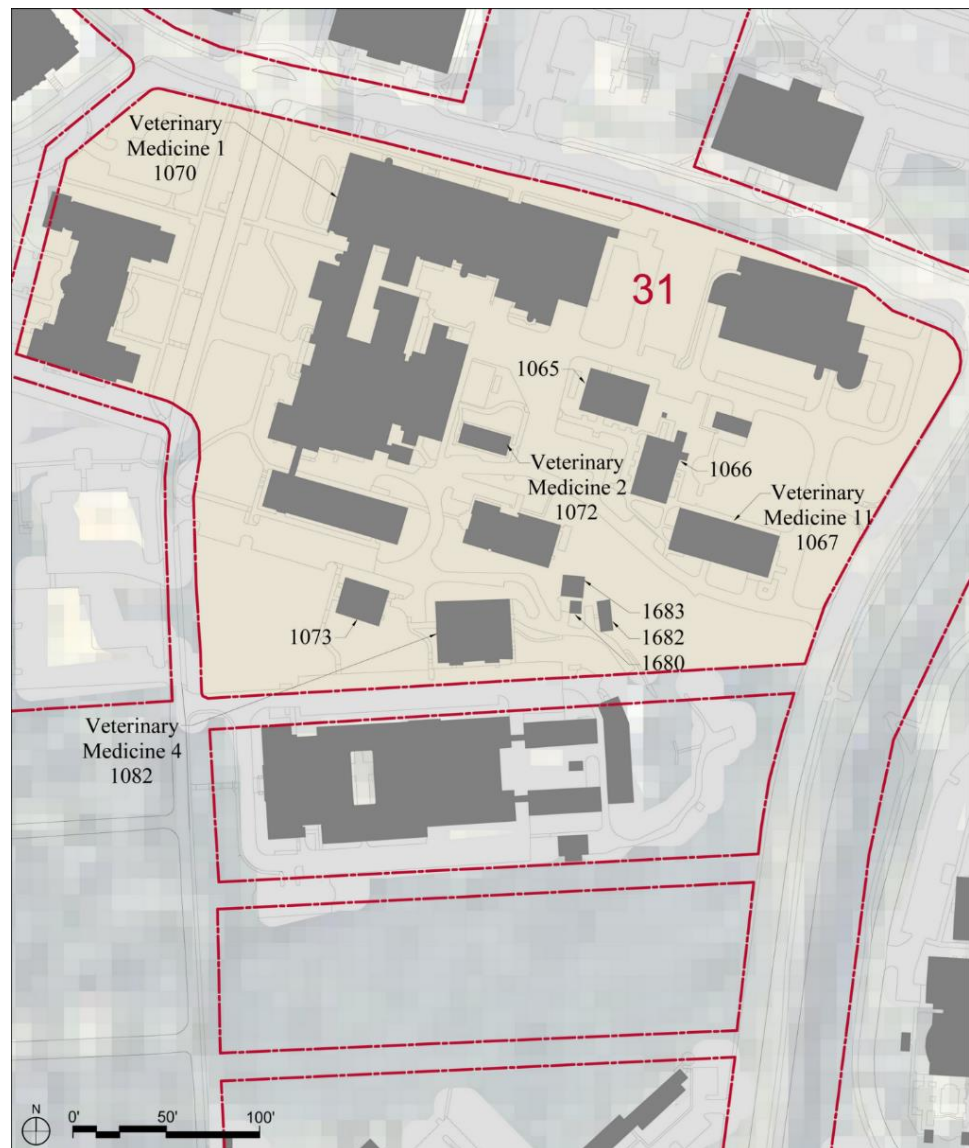 Veterinary
Medicine 1
1070
31
1065
1066
Veterinary
Medicine 2
1072
Veterinary
Medicine 11
1067
1683
1682
1680
1073
Veterinary
Medicine 4
1082
N
0' 50' 100'